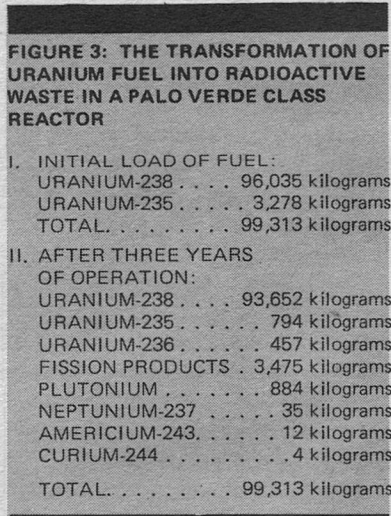 FIGURE 3: THE TRANSFORMATION OF
URANIUM FUEL INTO RADIOACTIVE
WASTE IN A PALO VERDE CLASS
REACTOR
I. INITIAL LOAD OF FUEL:
URANIUM-238 . . . . 96,035 kilograms
URANIUM-235 . . . . . 3,278 kilograms
TOTAL. . . . . . . . . 99,313 kilograms
II. AFTER THREE YEARS
OF OPERATION:
URANIUM-238 . . . . 93,652 kilograms
URANIUM-235 . . . . . . 794 kilograms
URANIUM-236 . . . . . . 457 kilograms
FISSION PRODUCTS . 3,475 kilograms
PLUTONIUM . . . . . . . 884 kilograms
NEPTUNIUM-237 . . . . . . 35 kilograms
AMERICIUM-243. . . . . . 12 kilograms
CURIUM-244 . . . . . . . . .4 kilograms
TOTAL. . . . . . . . . 99,313 kilograms